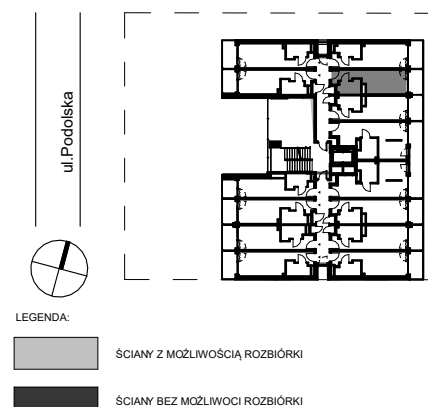 ul.Podolska
LEGENDA:
ŚCIANY Z MOŻLIWOŚCIĄ ROZBIÓRKI
ŚCIANY BEZ MOŻLIWOCI ROZBIÓRKI